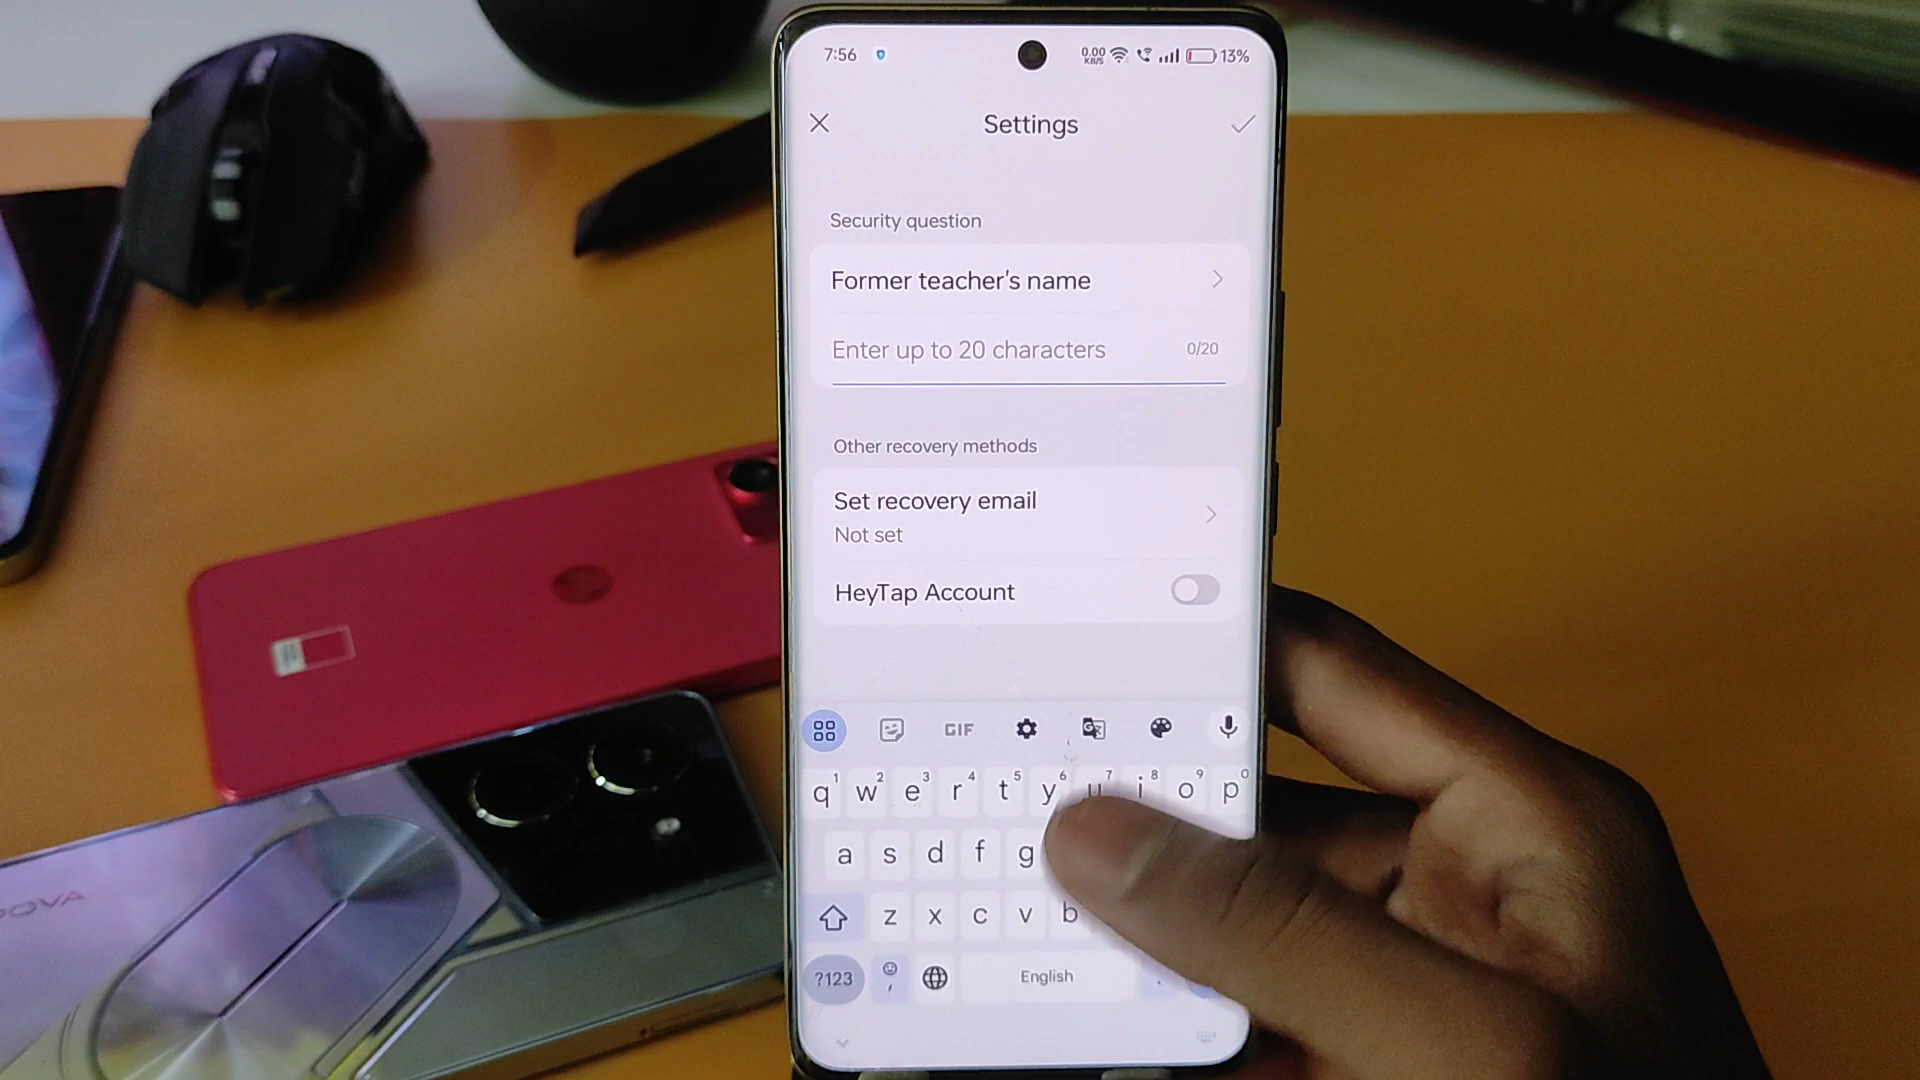 7:56
0.00
KB/S
13%
Settings
Security question
Former teacher's name
Enter up to 20 characters 0/20
Other recovery methods
Set recovery email
Not set
HeyTap Account
GIF
q1 w2 e3 r4 t5 y6 u7 i8 o9 p0
a s d f g
z x c v b
?123 , English .